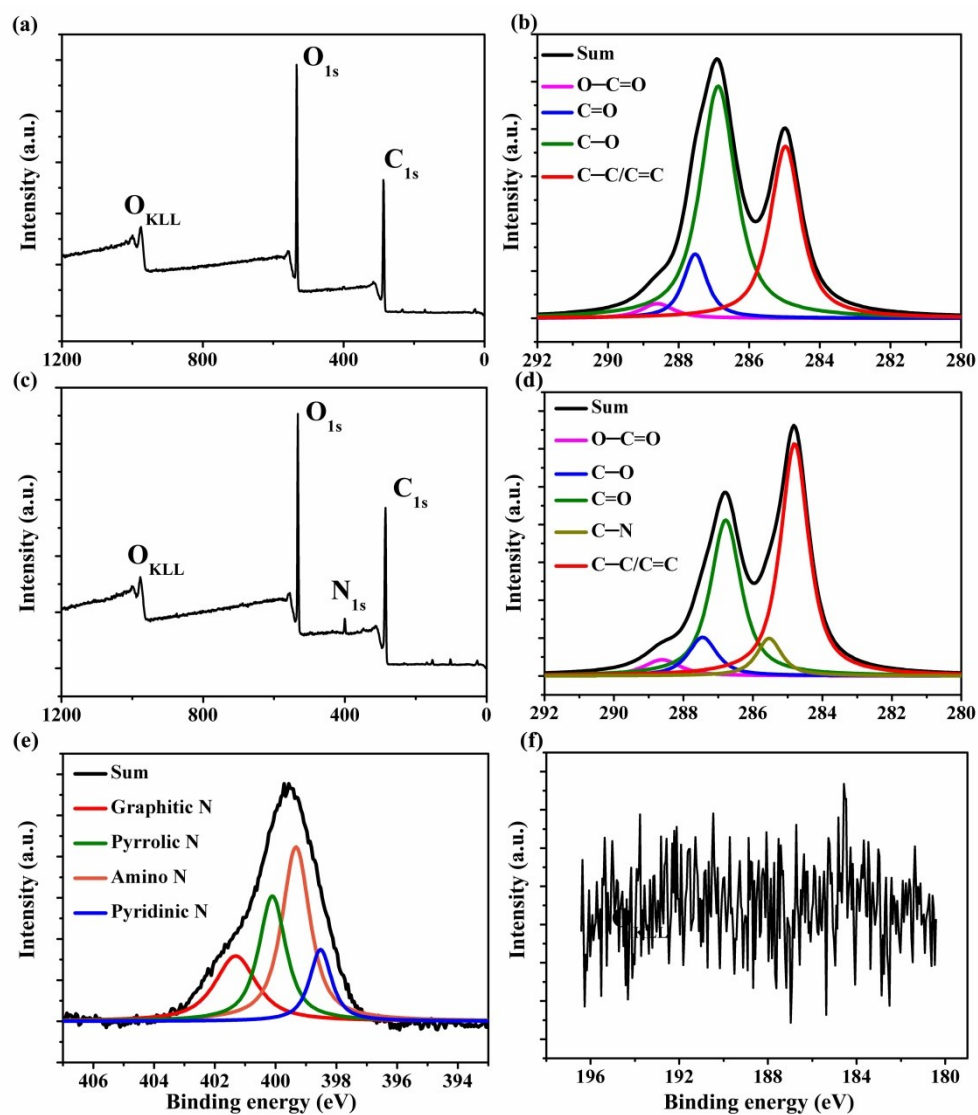 (a)
O1s
C1s
OKLL
Intensity (a.u.)
1200 800 400 0
(b)
Sum
O—C=O
C=O
C—O
C—C/C=C
Intensity (a.u.)
292 290 288 286 284 282 280
(c)
O1s
C1s
OKLL
N1s
Intensity (a.u.)
1200 800 400 0
(d)
Sum
O—C=O
C—O
C=O
C—N
C—C/C=C
Intensity (a.u.)
292 290 288 286 284 282 280
(e)
Sum
Graphitic N
Pyrrolic N
Amino N
Pyridinic N
Intensity (a.u.)
406 404 402 400 398 396 394
Binding energy (eV)
(f)
KLL
Intensity (a.u.)
196 192 188 184 180
Binding energy (eV)